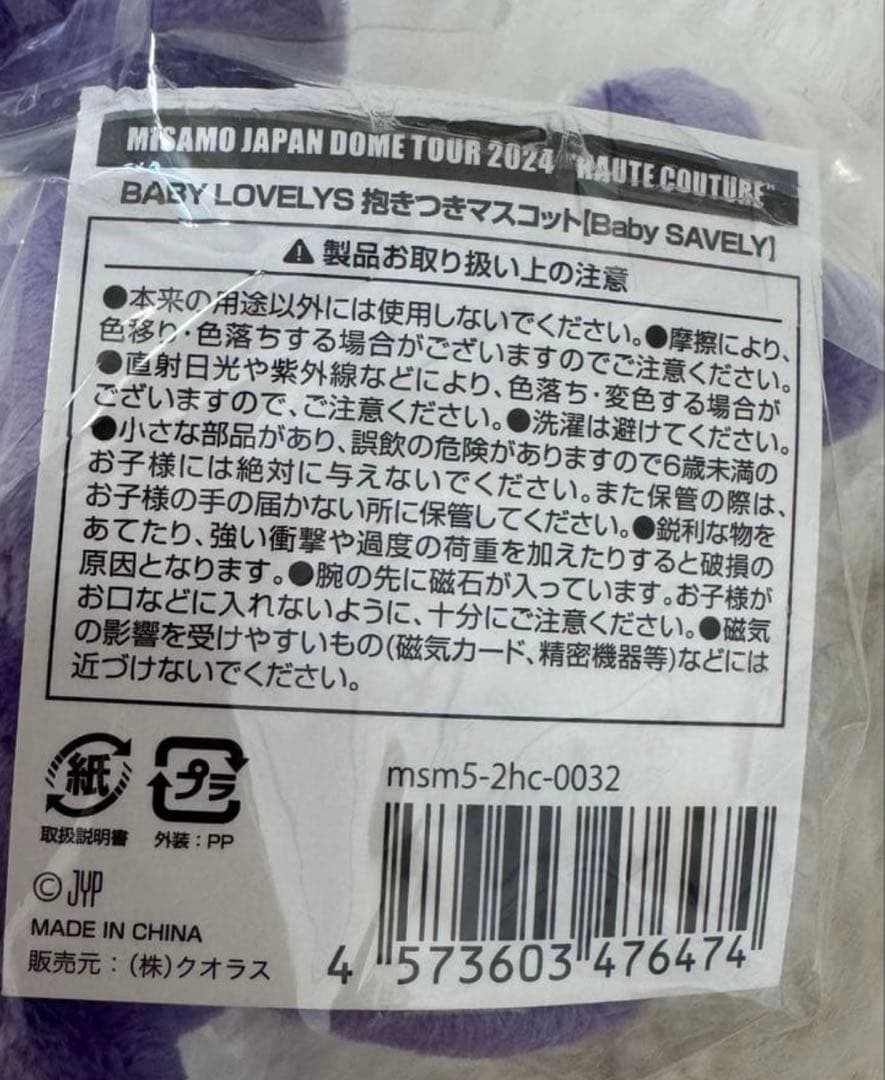 MISAMO JAPAN DOME TOUR 2024 "HAUTE COUTURE"
BABY LOVELYS 抱きつきマスコット[Baby SAVELY]
⚠ 製品お取り扱い上の注意
●本来の用途以外には使用しないでください。●摩擦により、
色移り・色落ちする場合がございますのでご注意ください。
●直射日光や紫外線などにより、色落ち・変色する場合が
ございますので、ご注意ください。●洗濯は避けてください。
●小さな部品があり、誤飲の危険がありますので6歳未満の
お子様には絶対に与えないでください。また保管の際は、
お子様の手の届かない所に保管してください。●鋭利な物を
あてたり、強い衝撃や過度の荷重を加えたりすると破損の
原因となります。●腕の先に磁石が入っています。お子様が
お口などに入れないように、十分にご注意ください。●磁気
の影響を受けやすいもの(磁気カード、精密機器等)などには
近づけないでください。
紙
プラ
取扱説明書
外装：PP
msm5-2hc-0032
© JYP
MADE IN CHINA
販売元：(株)クオラス
4 573603 476474